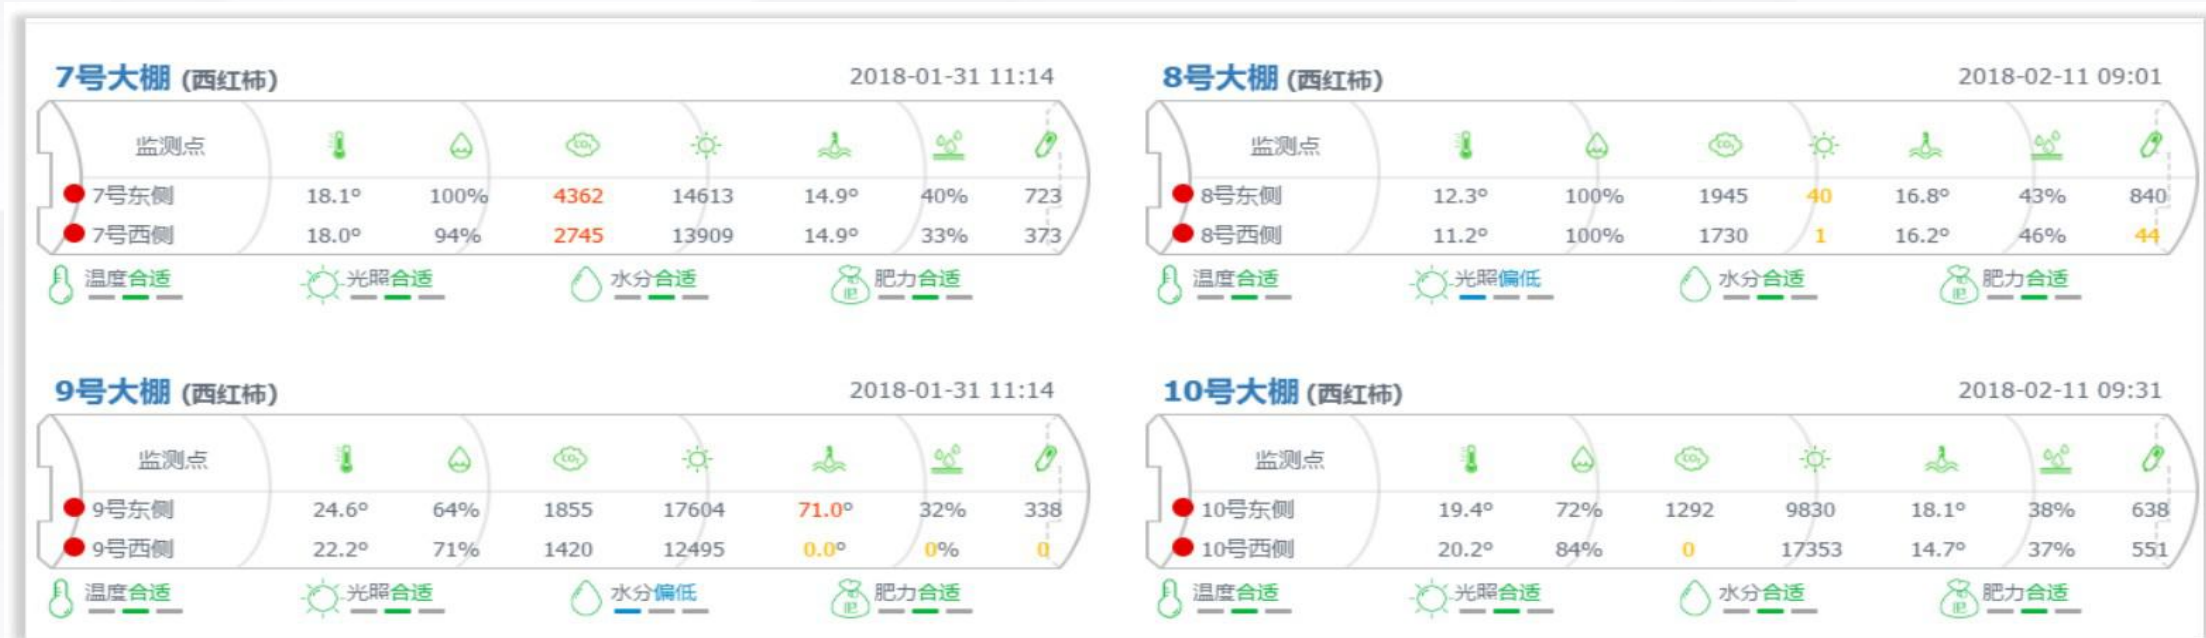 7号大棚 (西红柿) 2018-01-31 11:14
监测点 CO₂
7号东侧 18.1° 100% 4362 14613 14.9° 40% 723
7号西侧 18.0° 94% 2745 13909 14.9° 33% 373
温度合适 光照合适 水分合适 肥 肥力合适
8号大棚 (西红柿) 2018-02-11 09:01
监测点 CO₂
8号东侧 12.3° 100% 1945 40 16.8° 43% 840
8号西侧 11.2° 100% 1730 1 16.2° 46% 44
温度合适 光照偏低 水分合适 肥 肥力合适
9号大棚 (西红柿) 2018-01-31 11:14
监测点 CO₂
9号东侧 24.6° 64% 1855 17604 71.0° 32% 338
9号西侧 22.2° 71% 1420 12495 0.0° 0% 0
温度合适 光照合适 水分偏低 肥 肥力合适
10号大棚 (西红柿) 2018-02-11 09:31
监测点 CO₂
10号东侧 19.4° 72% 1292 9830 18.1° 38% 638
10号西侧 20.2° 84% 0 17353 14.7° 37% 551
温度合适 光照合适 水分合适 肥 肥力合适